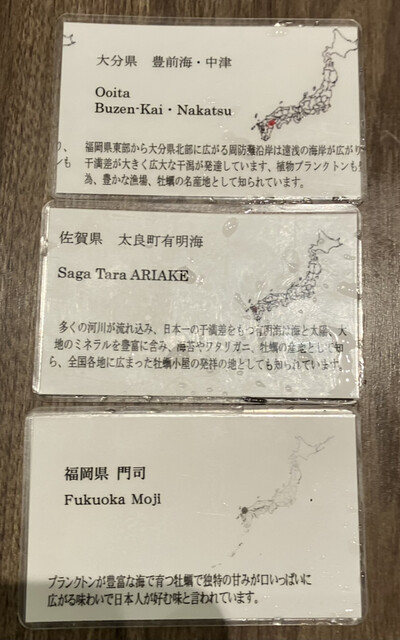 大分県　豊前海・中津
Ooita
Buzen-Kai・Nakatsu
り、　福岡県東部から大分県北部に広がる周防灘沿岸は遠浅の海岸が広がり
も　干満差が大きく広大な干潟が発達しています。植物プランクトンも
為、豊かな漁場、牡蠣の名産地として知られています。
佐賀県　太良町有明海
Saga Tara ARIAKE
多くの河川が流れ込み、日本一の干満差をもつ有明海は海と太陽、大
地のミネラルを豊富に含み、海苔やワタリガニ、牡蠣の産地として知
ら、全国各地に広まった牡蠣小屋の発祥の地としても知られています。
福岡県 門司
Fukuoka Moji
プランクトンが豊富な海で育つ牡蠣で独特の甘みが口いっぱいに
広がる味わいで日本人が好む味と言われています。